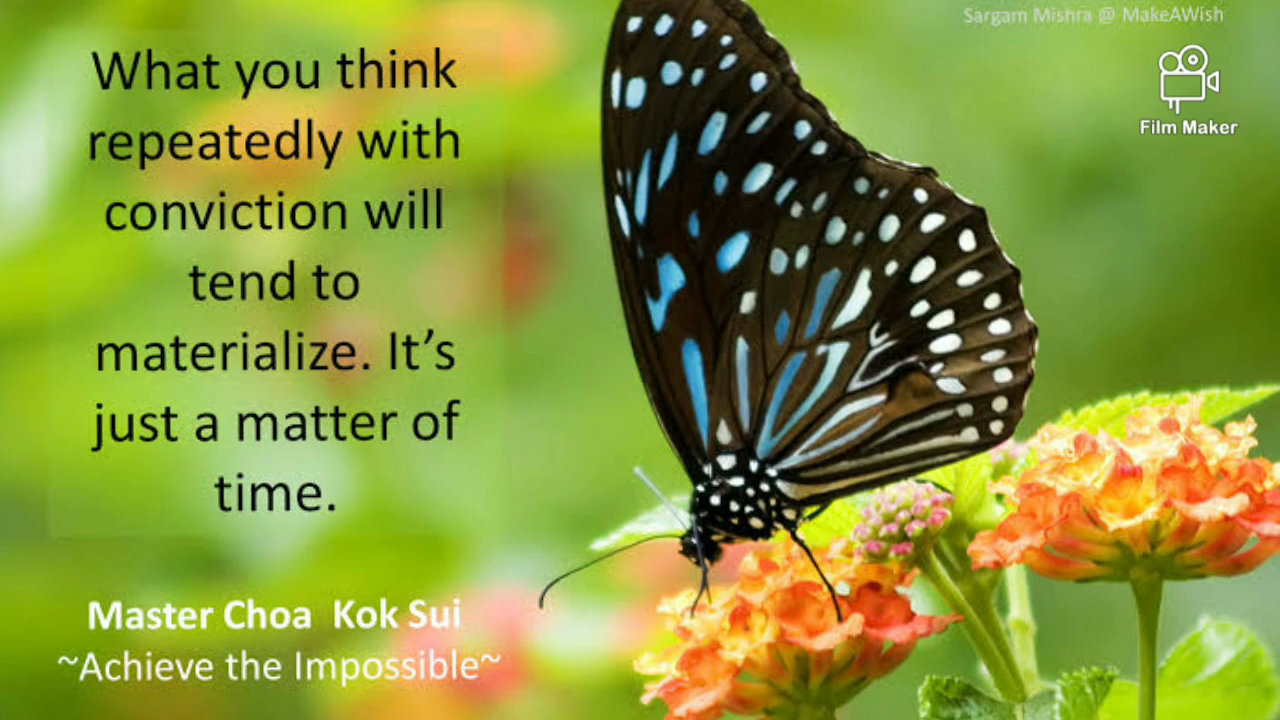 Sargam Mishra @ MakeAWish
Film Maker
What you think
repeatedly with
conviction will
tend to
materialize. It’s
just a matter of
time.
Master Choa  Kok Sui
~Achieve the Impossible~